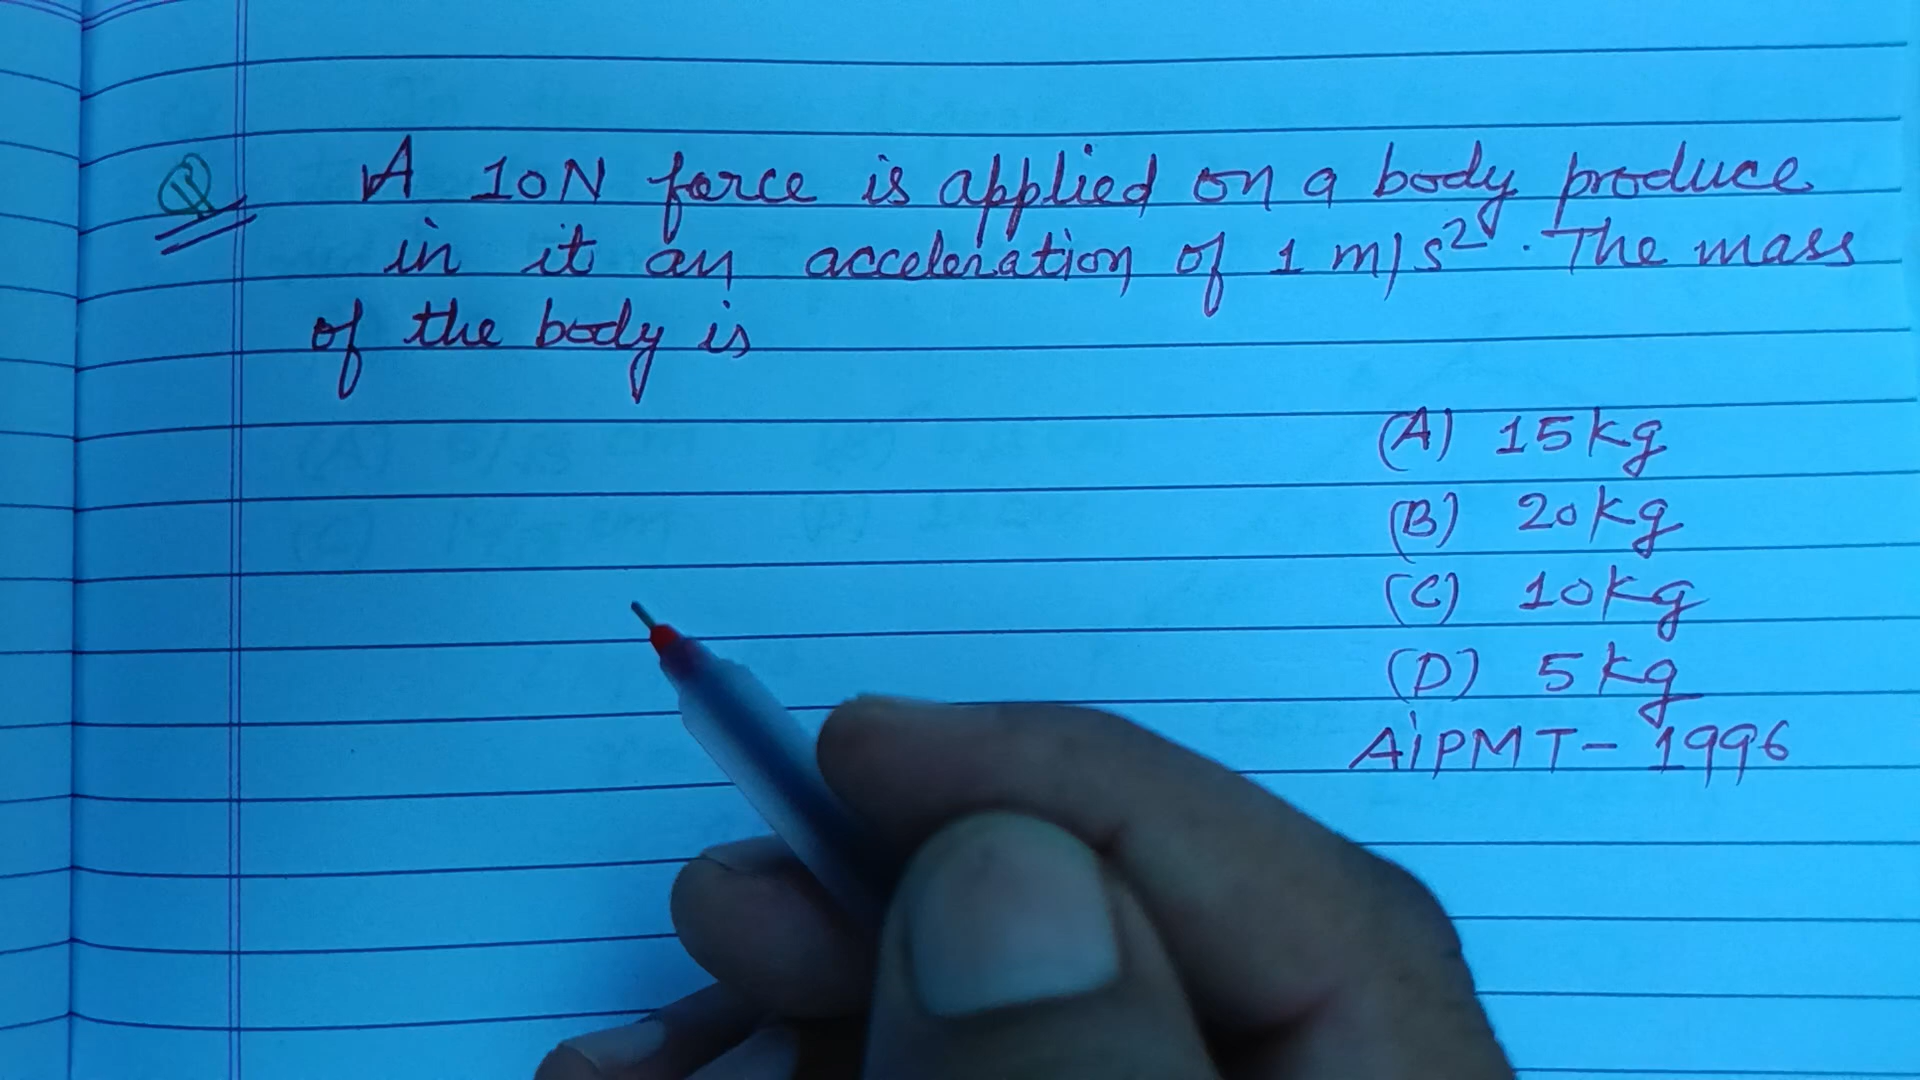 Q A 10N force is applied on a body produce
in it an acceleration of 1 m/s². The mass
of the body is
(A) 15kg
(B) 20kg
(C) 10kg
(D) 5kg
AiPMT- 1996